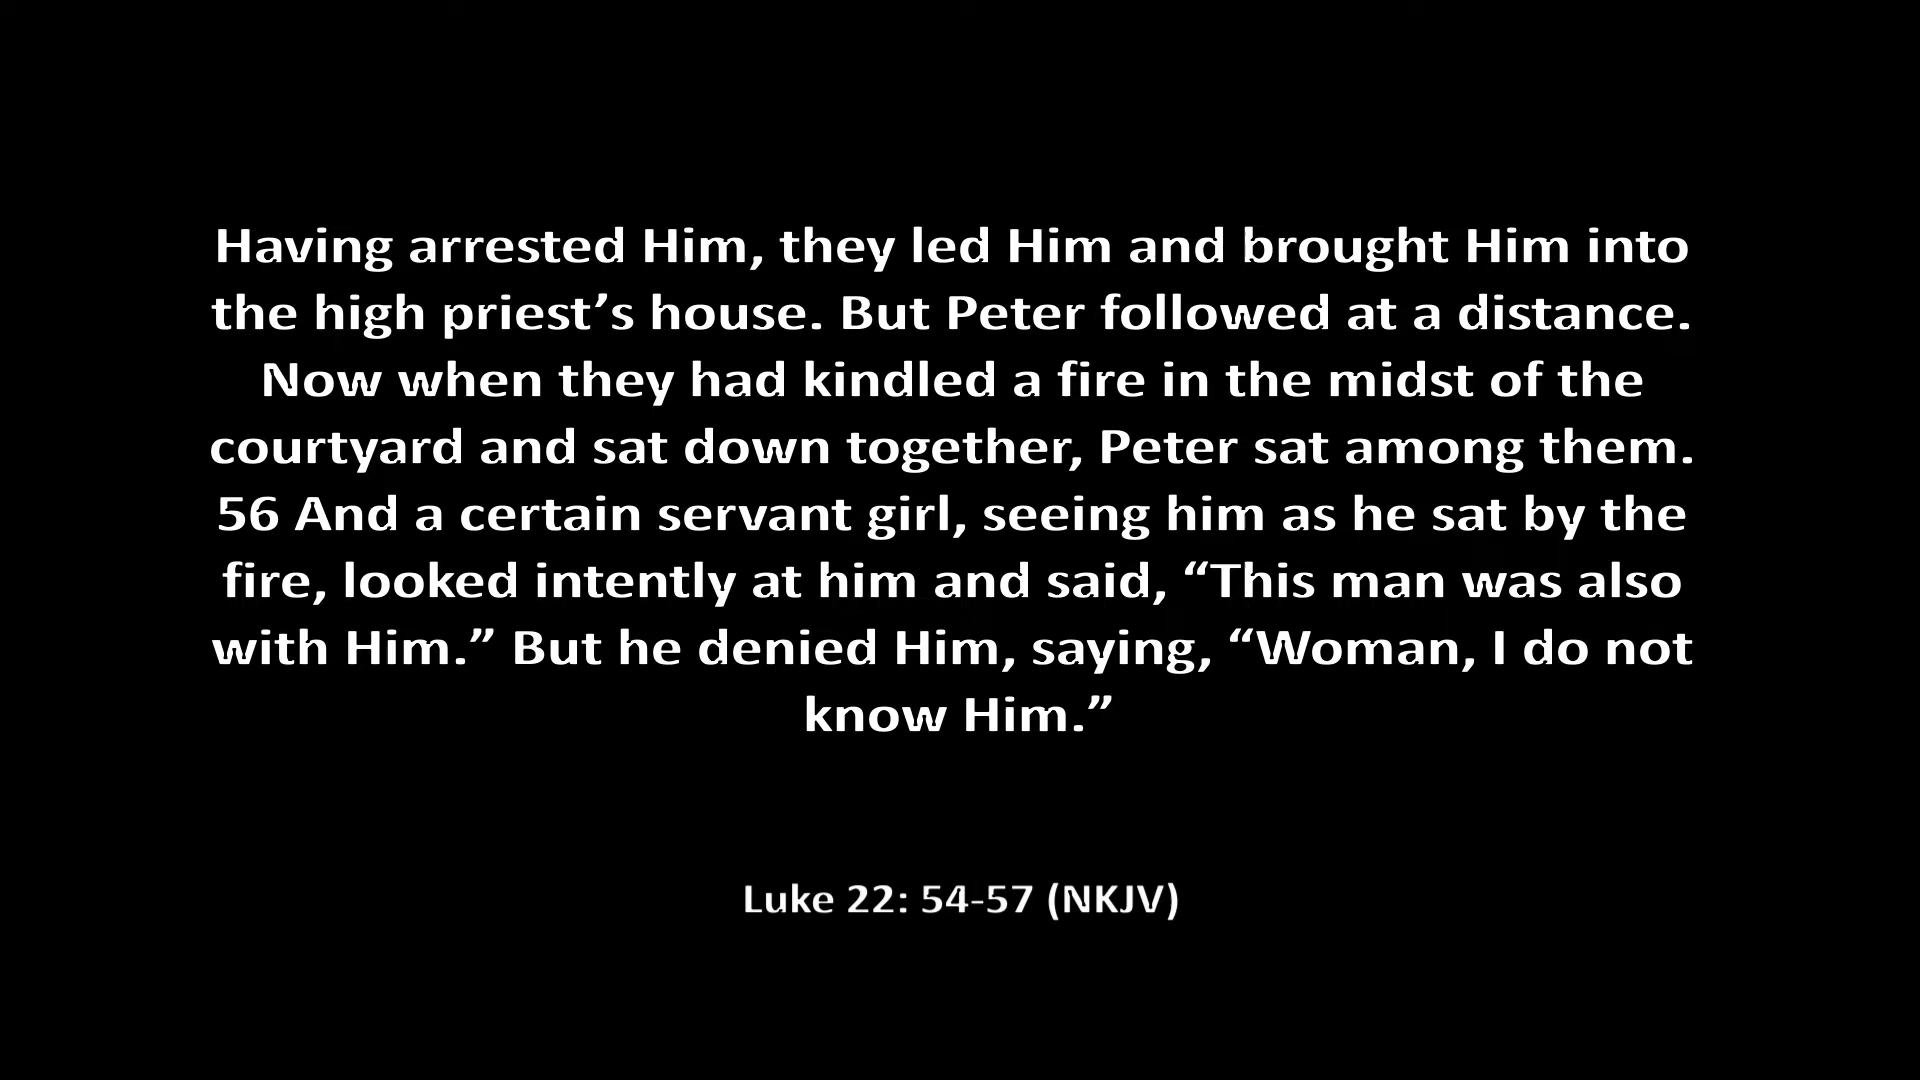 Having arrested Him, they led Him and brought Him into
the high priest’s house. But Peter followed at a distance.
Now when they had kindled a fire in the midst of the
courtyard and sat down together, Peter sat among them.
56 And a certain servant girl, seeing him as he sat by the
fire, looked intently at him and said, “This man was also
with Him.” But he denied Him, saying, “Woman, I do not
know Him.”
Luke 22: 54-57 (NKJV)